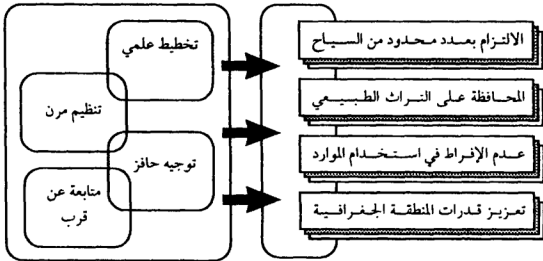 تخطيط علمي
تنظيم مرن
توجيه حافز
متابعة عن
قرب
الالتزام بعدد محدود من السياح
المحافظة على التراث الطبيعي
عدم الإفراط في استخدام الموارد
تعزيز قدرات المنطقة الجغرافية